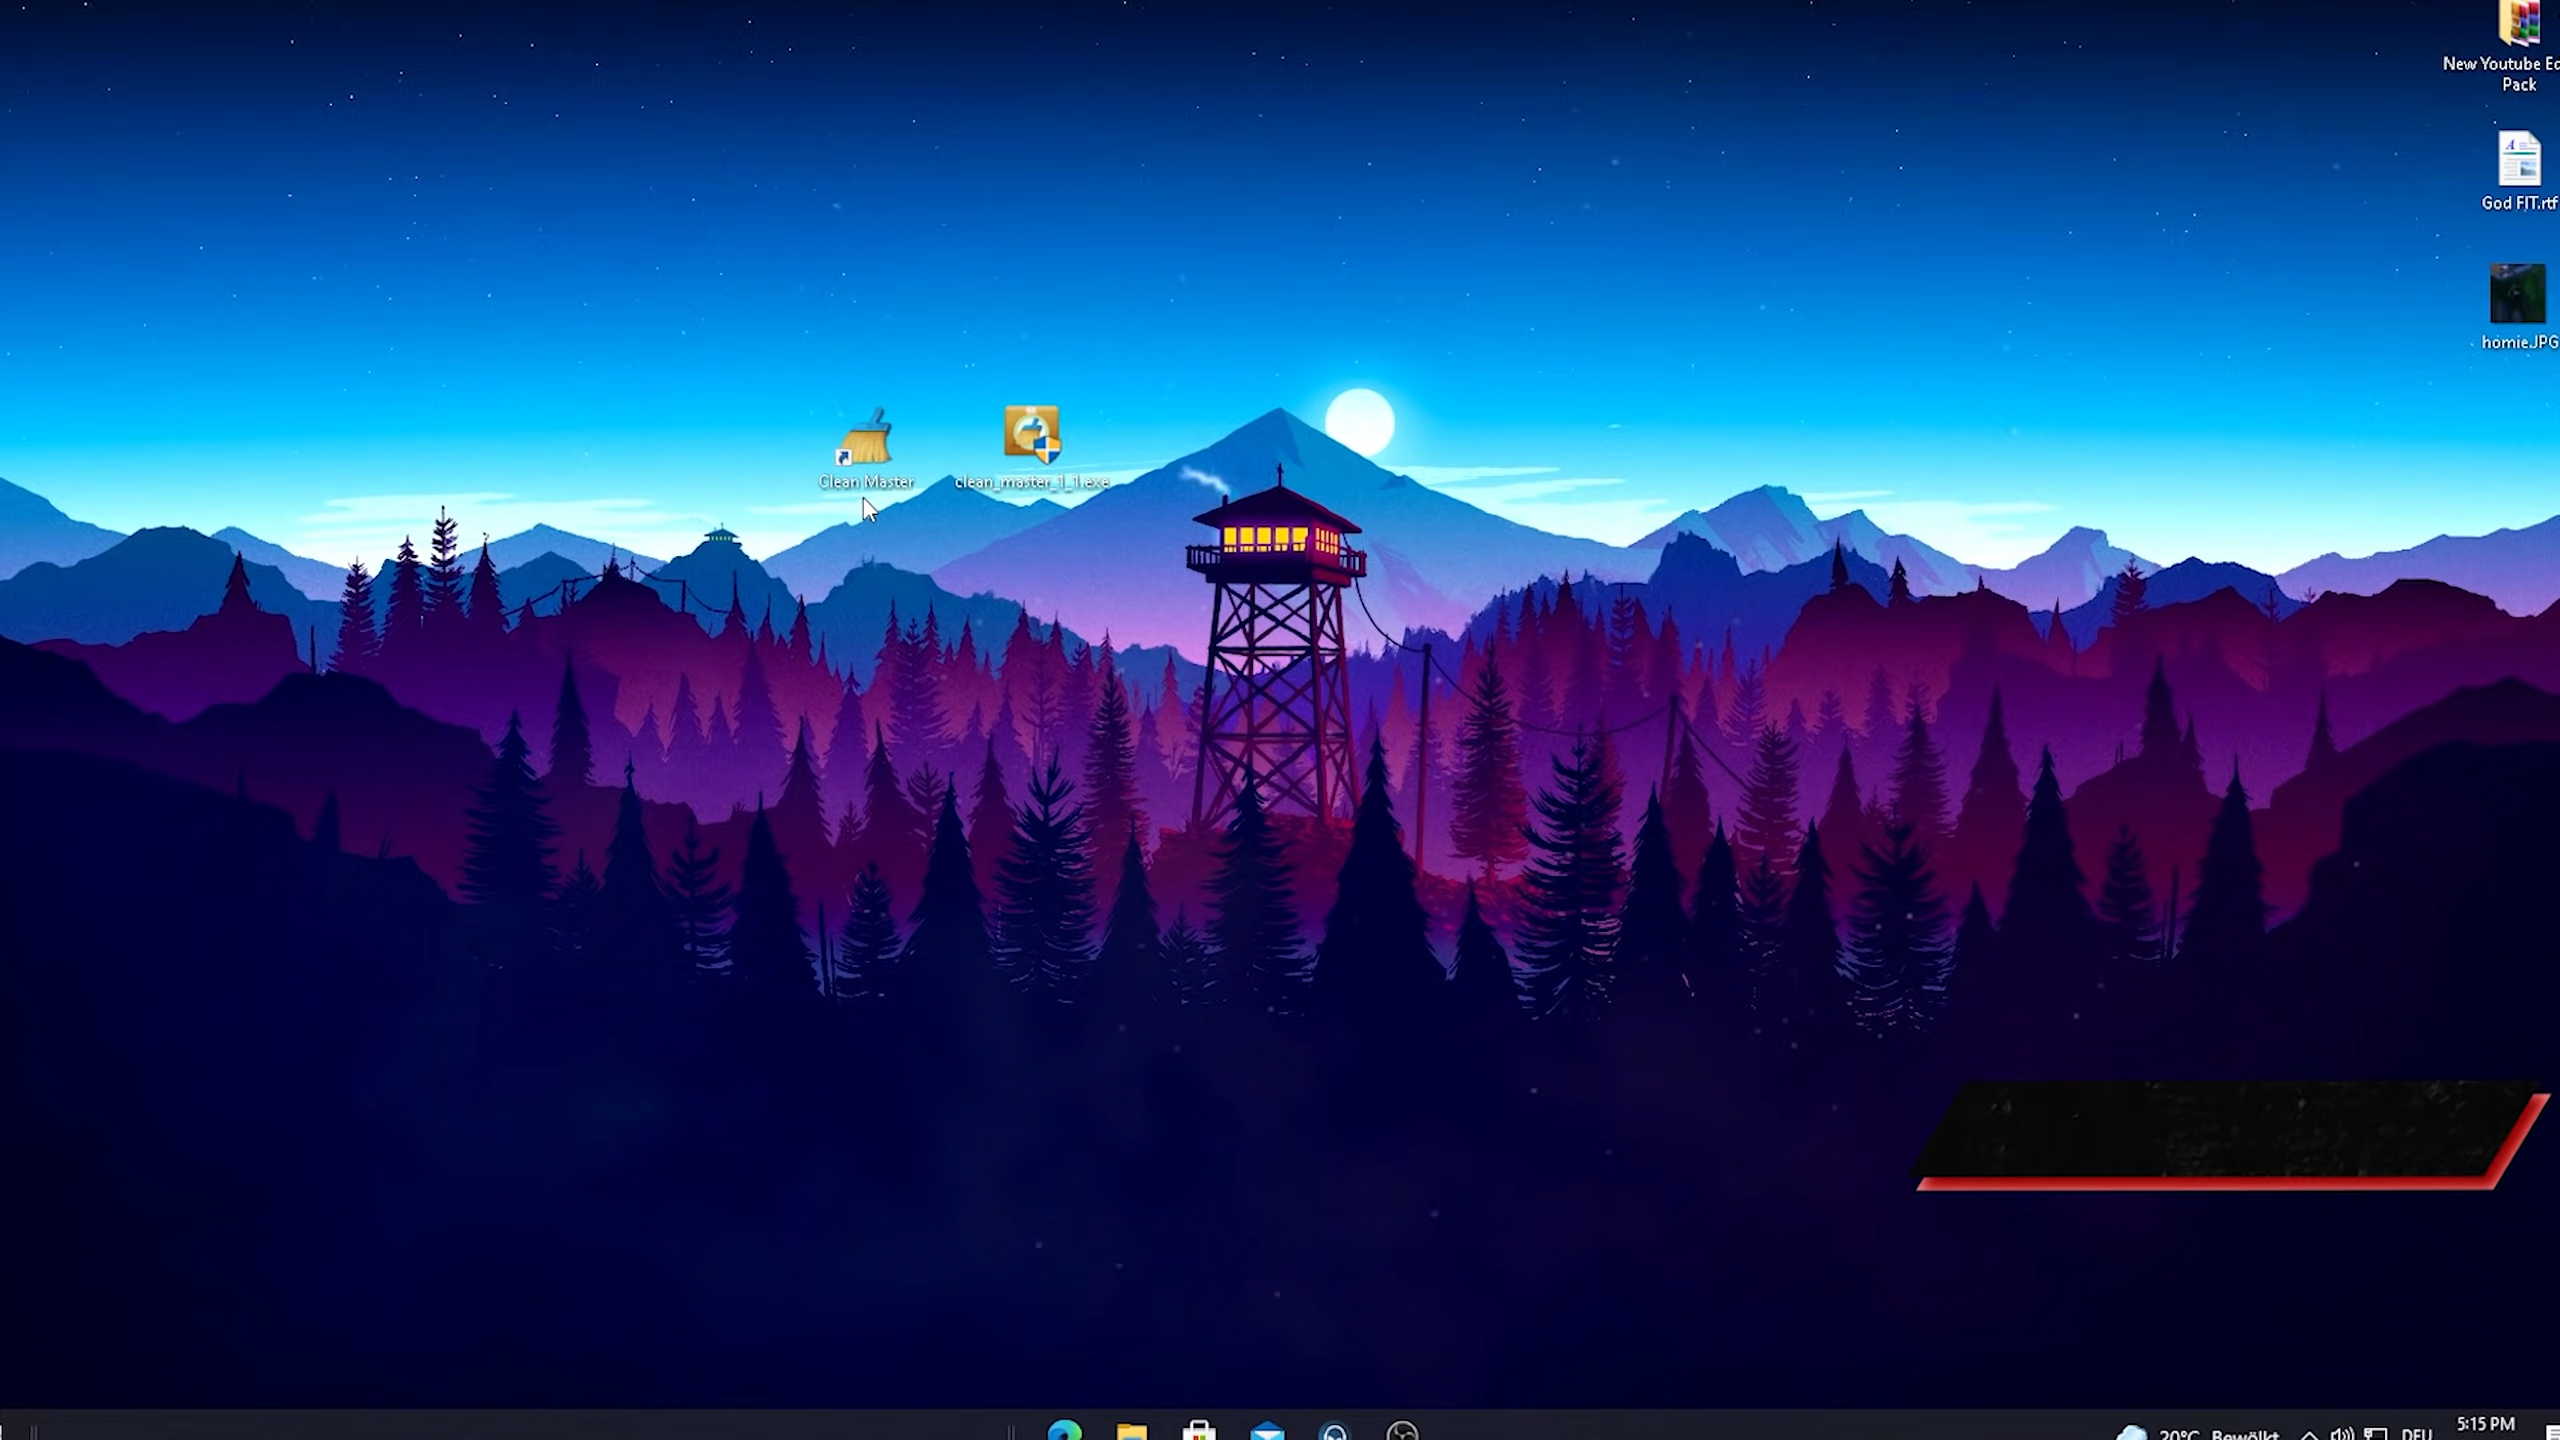 New Youtube Ed
Pack
God FIT.rtf
homie.JPG
Clean Master
clean_master_1_1.exe
20°C Bewölkt
DEU
5:15 PM